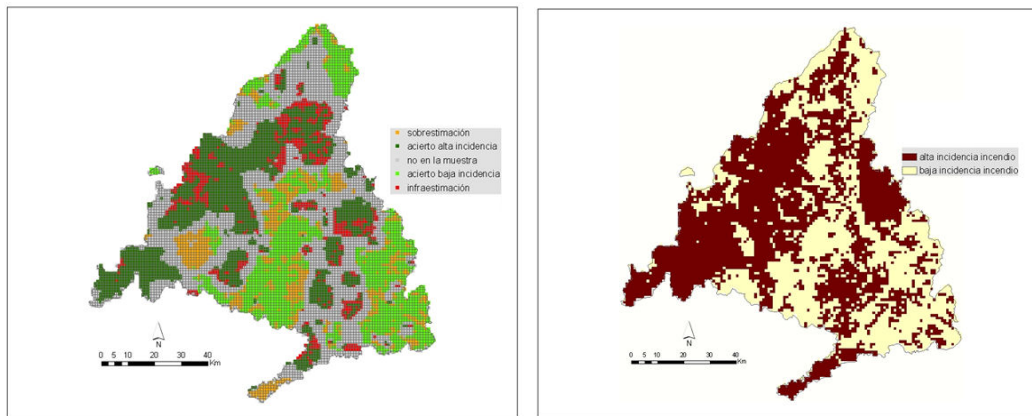 sobrestimación
acierto alta incidencia
no en la muestra
acierto baja incidencia
infraestimación
N
0 5 10 20 30 40
Km
alta incidencia incendio
baja incidencia incendio
N
0 5 10 20 30 40
Km